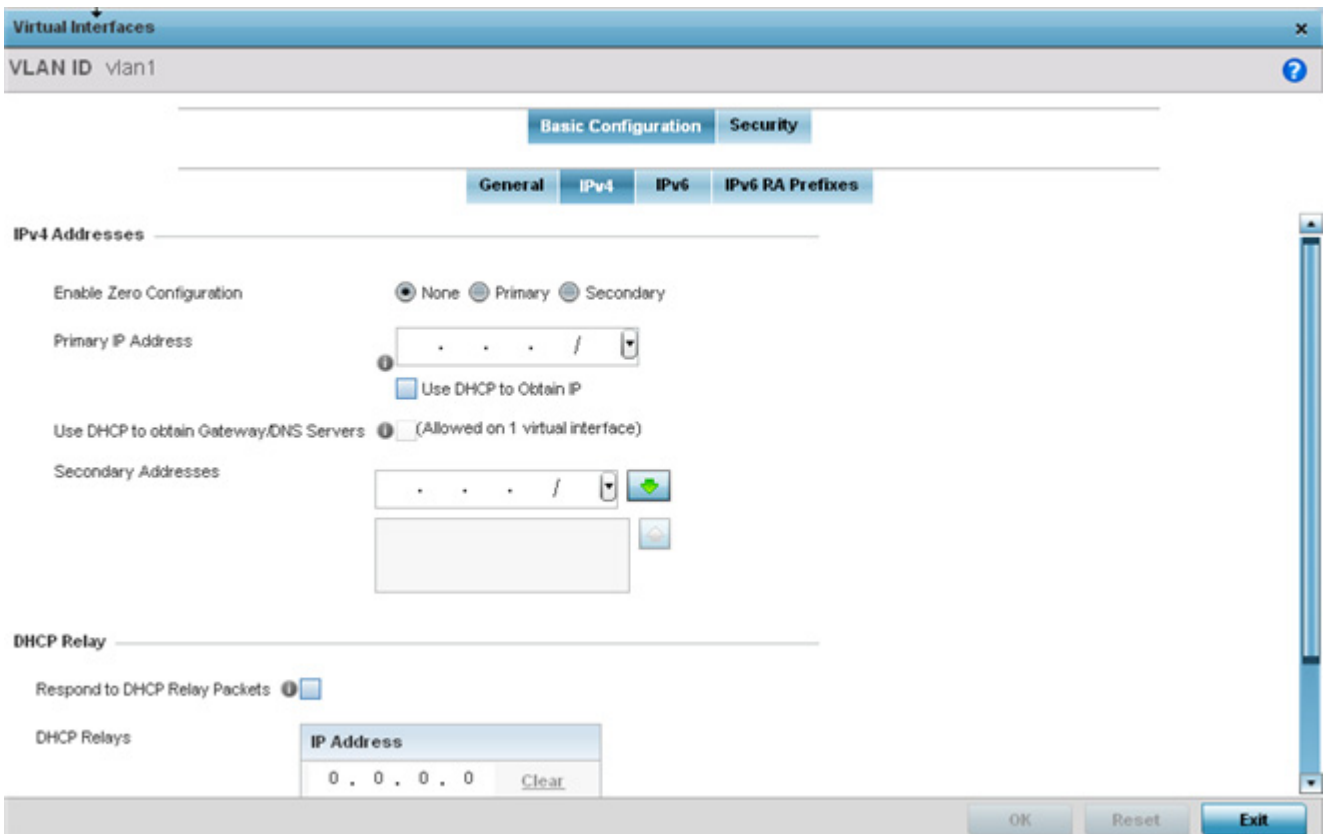 Virtual Interfaces
VLAN ID vlan1
Basic Configuration Security
General IPv4 IPv6 IPv6 RA Prefixes
IPv4 Addresses
Enable Zero Configuration None Primary Secondary
Primary IP Address . . . /
Use DHCP to Obtain IP
Use DHCP to obtain Gateway/DNS Servers (Allowed on 1 virtual interface)
Secondary Addresses . . . /
DHCP Relay
Respond to DHCP Relay Packets
DHCP Relays IP Address
0 . 0 . 0 . 0 Clear
OK Reset Exit